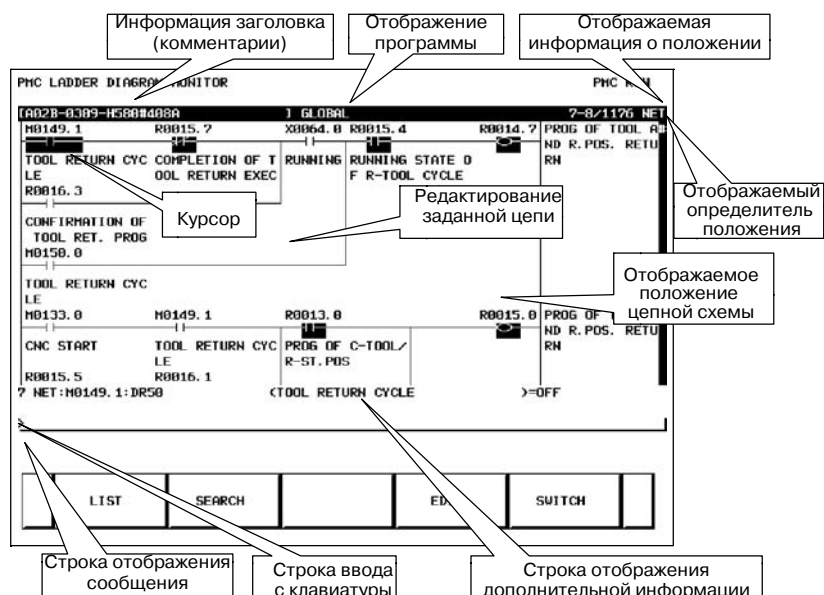 Информация заголовка
(комментарии)
Отображение
программы
Отображаемая
информация о положении
PMC LADDER DIAGRAM MONITOR
[A02B-0309-H580#408A ] GLOBAL 7-8/1176 NET
M0149.1 R0015.7 X0064.0 R0015.4 R0014.7 PROG OF TOOL A
ND R.POS. RETU
TOOL RETURN CYC COMPLETION OF T RUNNING RUNNING STATE O RN
LE OOL RETURN EXEC F R-TOOL CYCLE
R0016.3
Курсор
Редактирование
заданной цепи
Отображаемый
определитель
положения
CONFIRMATION OF
TOOL RET. PROG
M0150.0
Отображаемое
положение
цепной схемы
TOOL RETURN CYC
LE
M0133.0 M0149.1 R0013.0 R0015.0 PROG OF
ND R.POS. RETU
CNC START TOOL RETURN CYC PROG OF C-TOOL/ RN
LE R-ST.POS
R0015.5 R0016.1
7 NET:M0149.1:DR50 (TOOL RETURN CYCLE )=OFF
LIST SEARCH SWITCH
Строка отображения
сообщения
Строка ввода
с клавиатуры
Строка отображения
дополнительной информации